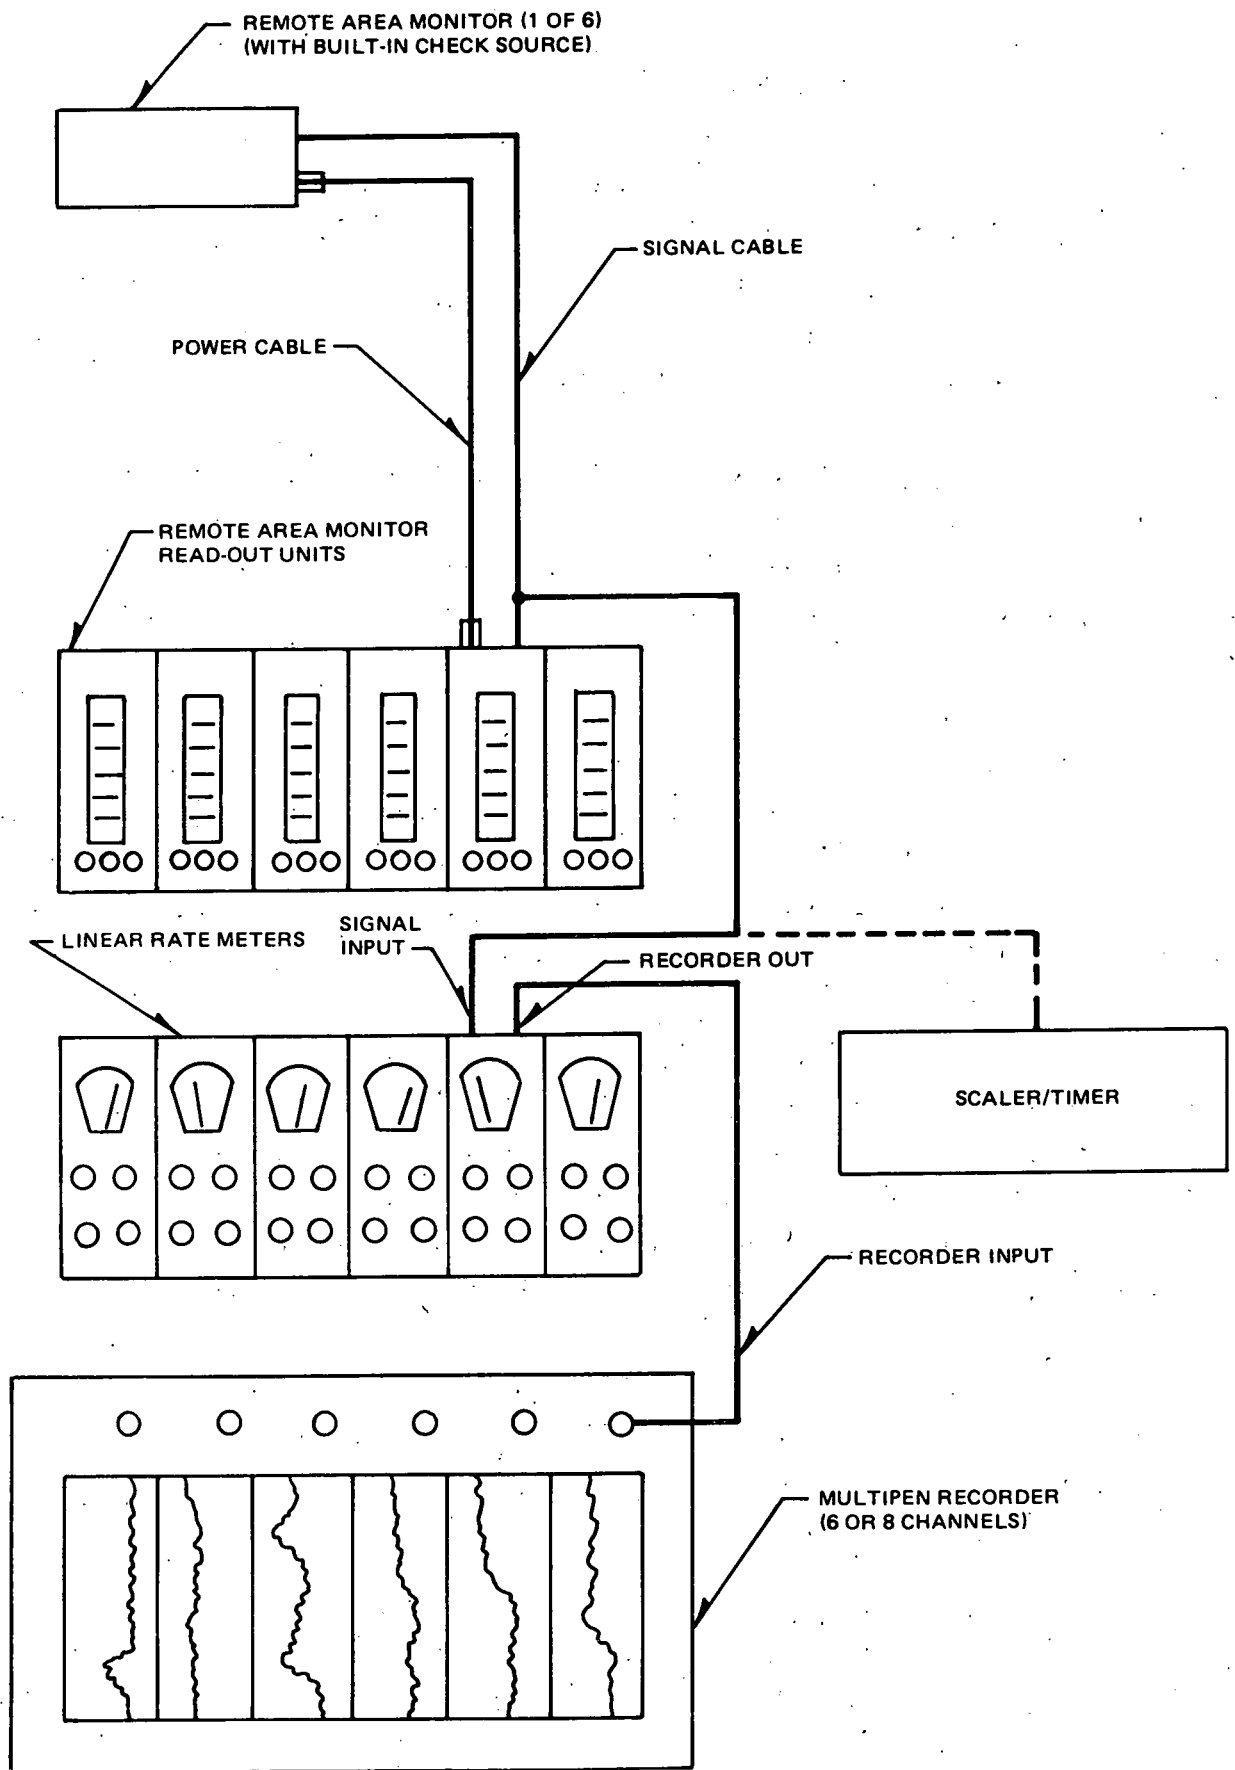 REMOTE AREA MONITOR (1 OF 6)
(WITH BUILT-IN CHECK SOURCE)
SIGNAL CABLE
POWER CABLE
REMOTE AREA MONITOR
READ-OUT UNITS
SIGNAL
INPUT
LINEAR RATE METERS
RECORDER OUT
SCALER/TIMER
RECORDER INPUT
MULTIPEN RECORDER
(6 OR 8 CHANNELS)